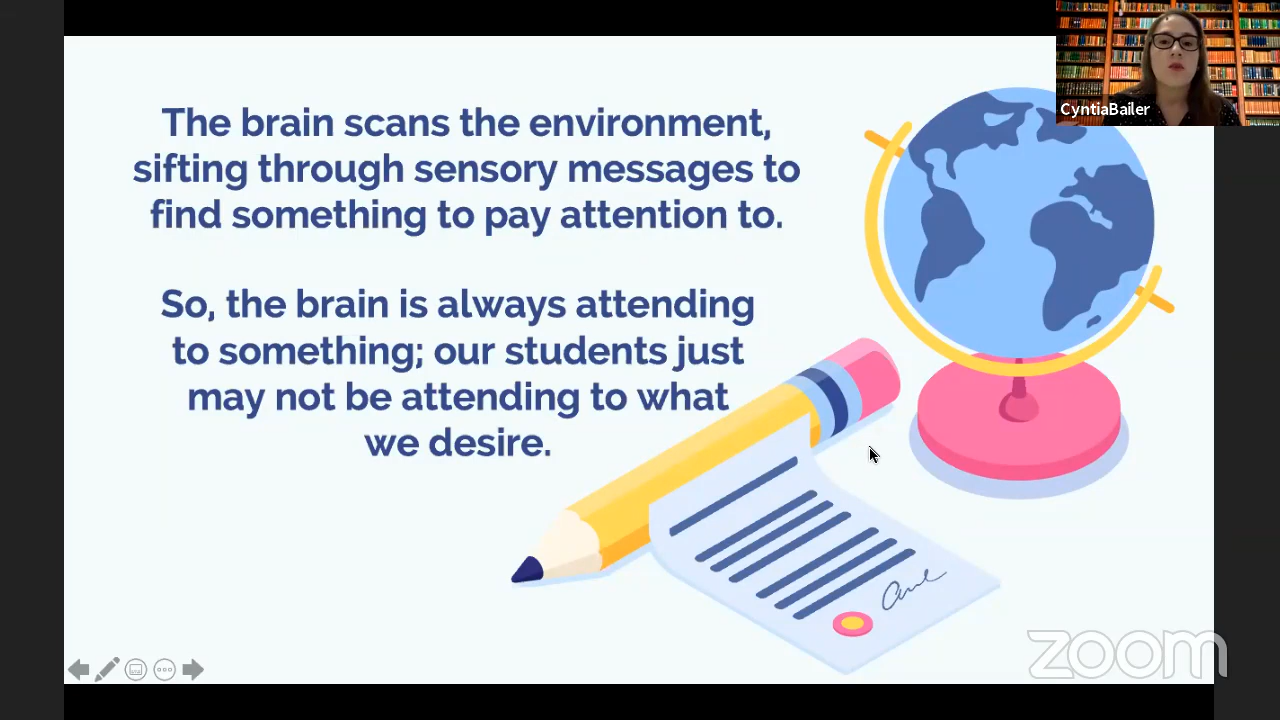 The brain scans the environment,
sifting through sensory messages to
find something to pay attention to.
So, the brain is always attending
to something; our students just
may not be attending to what
we desire.
CyntiaBailer
zoom